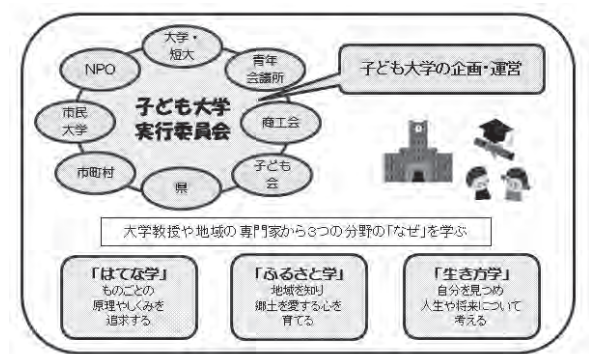 大学・
短大
青年
会議所
商工会
子ども
会
県
市町村
市民
大学
NPO
子ども大学
実行委員会
子ども大学の企画・運営
大学教授や地域の専門家から3つの分野の「なぜ」を学ぶ
「はてな学」
ものごとの
原理やしくみを
追求する
「ふるさと学」
地域を知り
郷土を愛する心を
育てる
「生き方学」
自分を見つめ
人生や将来について
考える